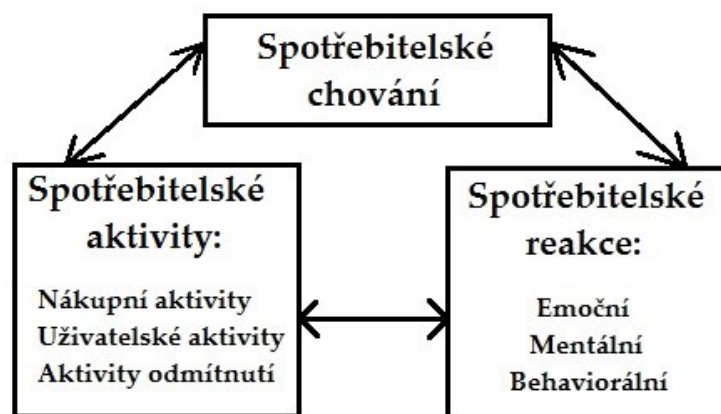 Spotřebitelské
chování
Spotřebitelské
aktivity:
Nákupní aktivity
Uživatelské aktivity
Aktivity odmítnutí
Spotřebitelské
reakce:
Emoční
Mentální
Behaviorální